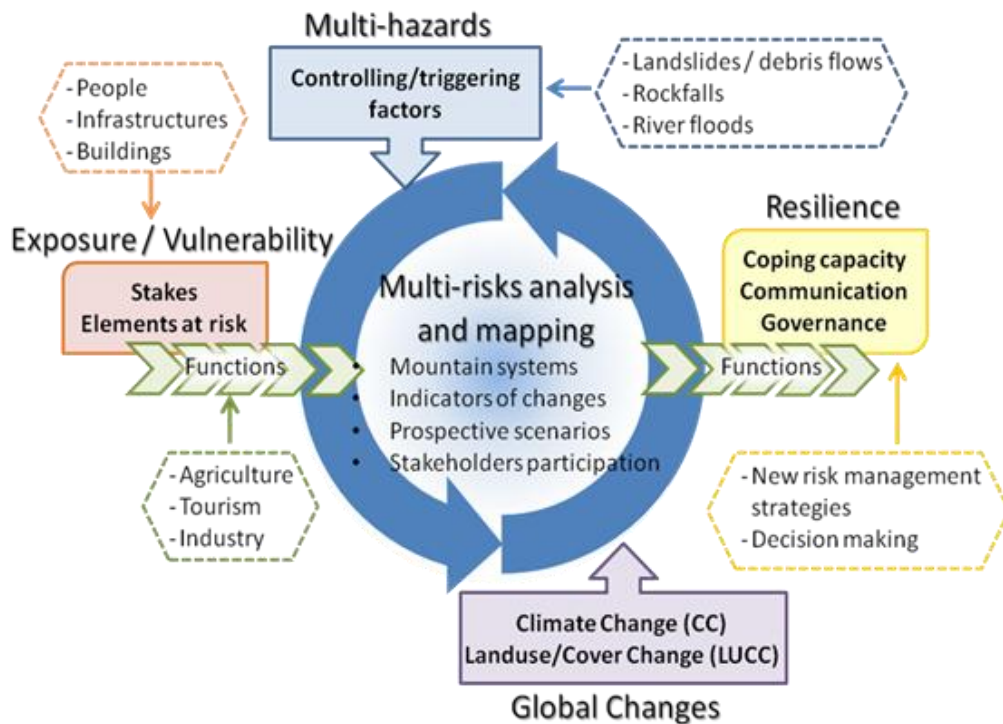 Multi-hazards
Controlling/triggering
factors
-Landslides / debris flows
-Rockfalls
-River floods
-People
-Infrastructures
-Buildings
Exposure / Vulnerability
Stakes
Elements at risk
Functions
-Agriculture
-Tourism
-Industry
Multi-risks analysis
and mapping
• Mountain systems
• Indicators of changes
• Prospective scenarios
• Stakeholders participation
Resilience
Coping capacity
Communication
Governance
Functions
-New risk management
strategies
-Decision making
Climate Change (CC)
Landuse/Cover Change (LUCC)
Global Changes